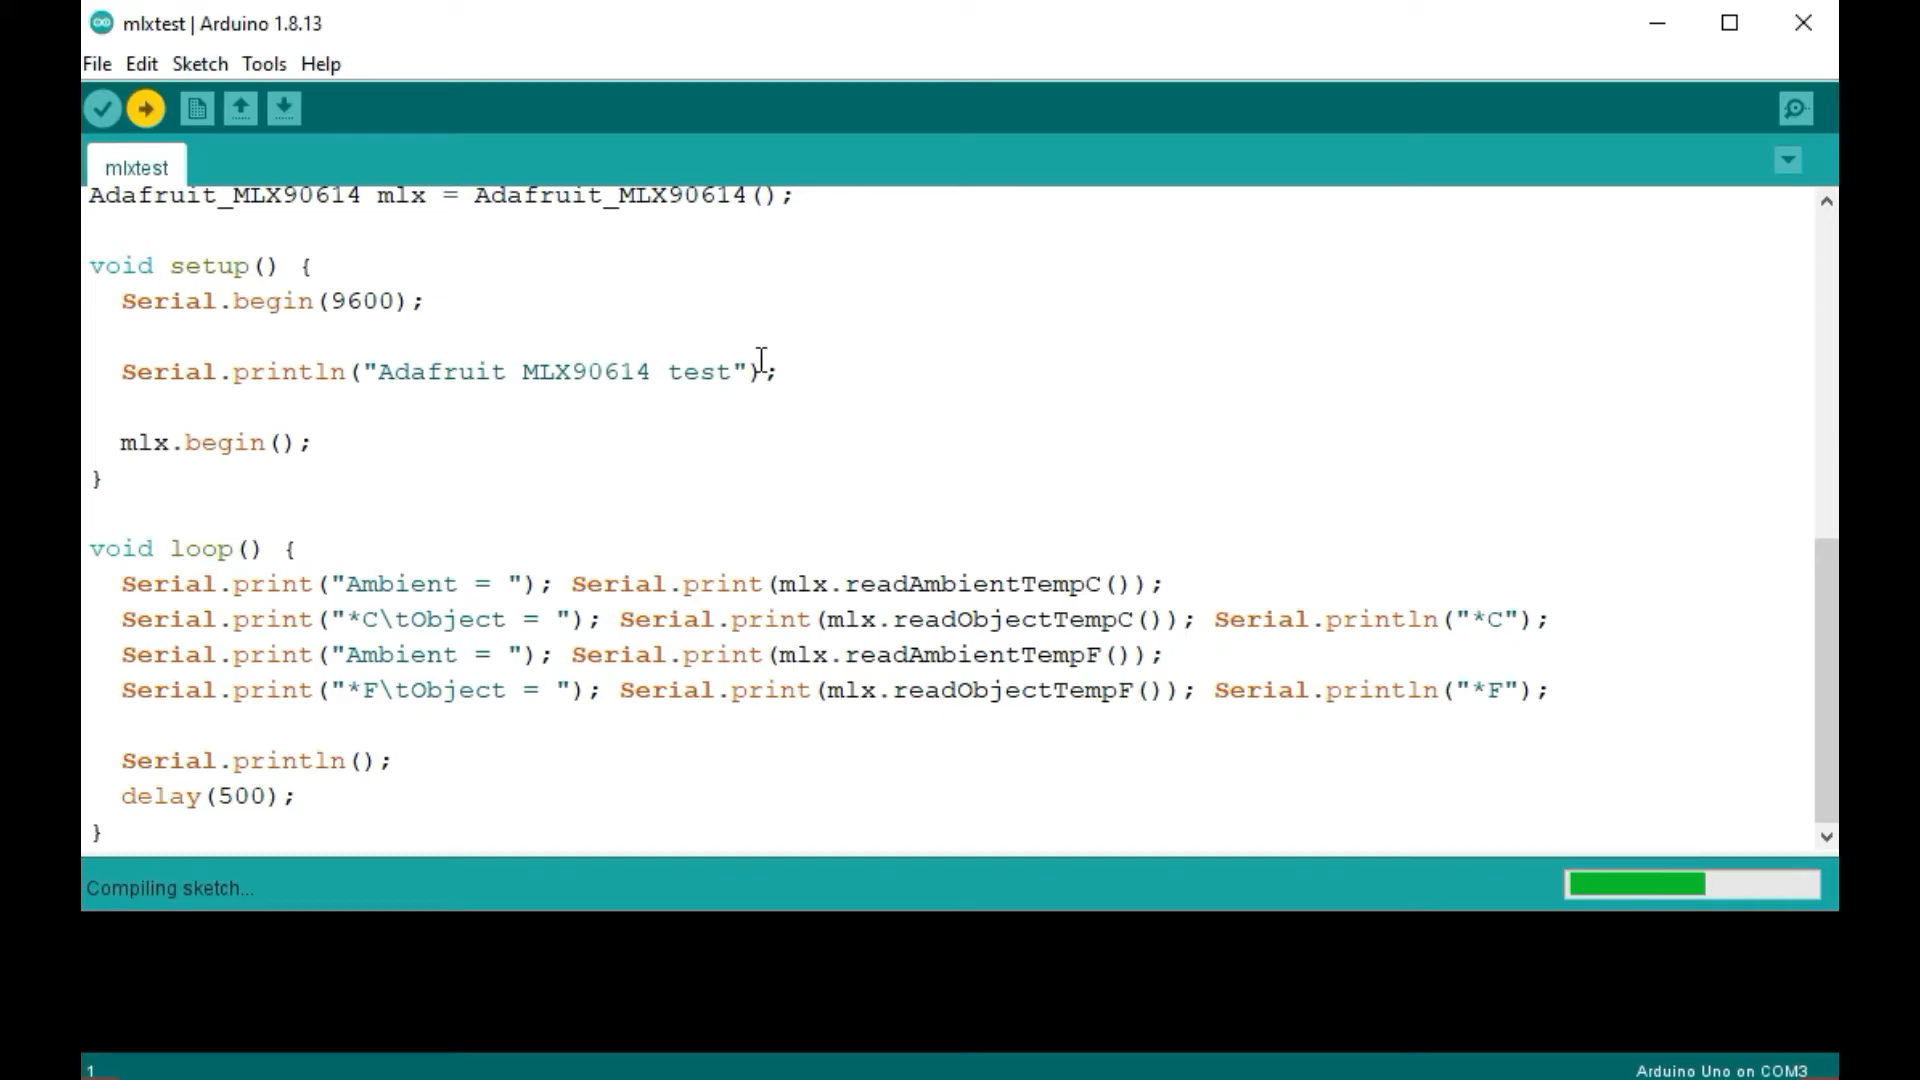 mlxtest | Arduino 1.8.13
File Edit Sketch Tools Help
mlxtest
Adafruit_MLX90614 mlx = Adafruit_MLX90614();
void setup() {
  Serial.begin(9600);
  Serial.println("Adafruit MLX90614 test");
  mlx.begin();
}
void loop() {
  Serial.print("Ambient = "); Serial.print(mlx.readAmbientTempC());
  Serial.print("*C\tObject = "); Serial.print(mlx.readObjectTempC()); Serial.println("*C");
  Serial.print("Ambient = "); Serial.print(mlx.readAmbientTempF());
  Serial.print("*F\tObject = "); Serial.print(mlx.readObjectTempF()); Serial.println("*F");
  Serial.println();
  delay(500);
}
Compiling sketch...
1 Arduino Uno on COM3